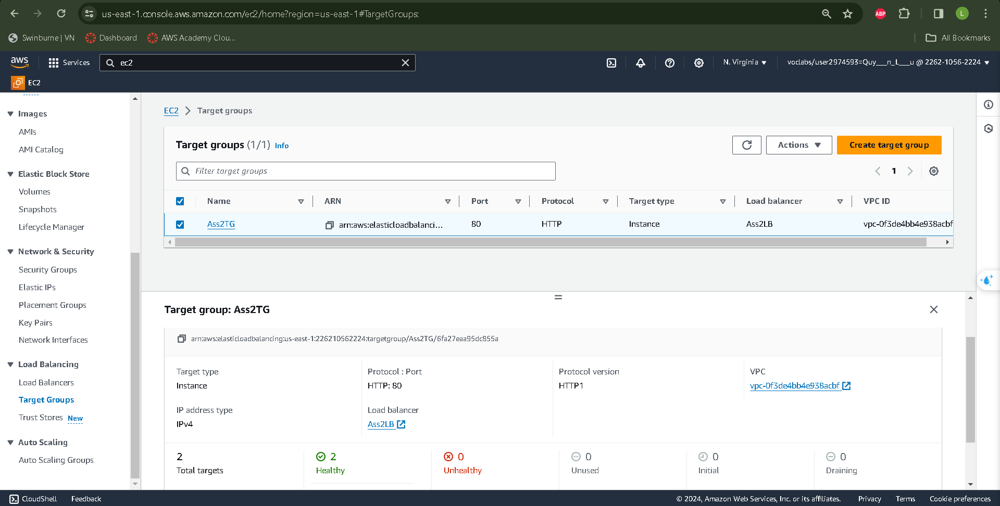 us-east-1.console.aws.amazon.com/ec2/home?region=us-east-1#TargetGroups:
ABP
L
Swinburne | VN
Dashboard
AWS Academy Clou...
All Bookmarks
aws
Services
ec2
N. Virginia
voclabs/user2974593=Quy___n_L___u @ 2262-1056-2224
EC2
Images
AMIs
AMI Catalog
Elastic Block Store
Volumes
Snapshots
Lifecycle Manager
Network & Security
Security Groups
Elastic IPs
Placement Groups
Key Pairs
Network Interfaces
Load Balancing
Load Balancers
Target Groups
Trust Stores New
Auto Scaling
Auto Scaling Groups
EC2 > Target groups
Target groups (1/1) Info
Actions
Create target group
Filter target groups
1
Name ARN Port Protocol Target type Load balancer VPC ID
Ass2TG arn:aws:elasticloadbalanci... 80 HTTP Instance Ass2LB vpc-0f3de4bb4e938acbf
Target group: Ass2TG
arn:aws:elasticloadbalancing:us-east-1:226210562224:targetgroup/Ass2TG/6fa27eaa95dc855a
Target type Protocol : Port Protocol version VPC
Instance HTTP: 80 HTTP1 vpc-0f3de4bb4e938acbf
IP address type Load balancer
IPv4 Ass2LB
2 2 0 0 0 0
Total targets Healthy Unhealthy Unused Initial Draining
CloudShell Feedback © 2024, Amazon Web Services, Inc. or its affiliates. Privacy Terms Cookie preferences